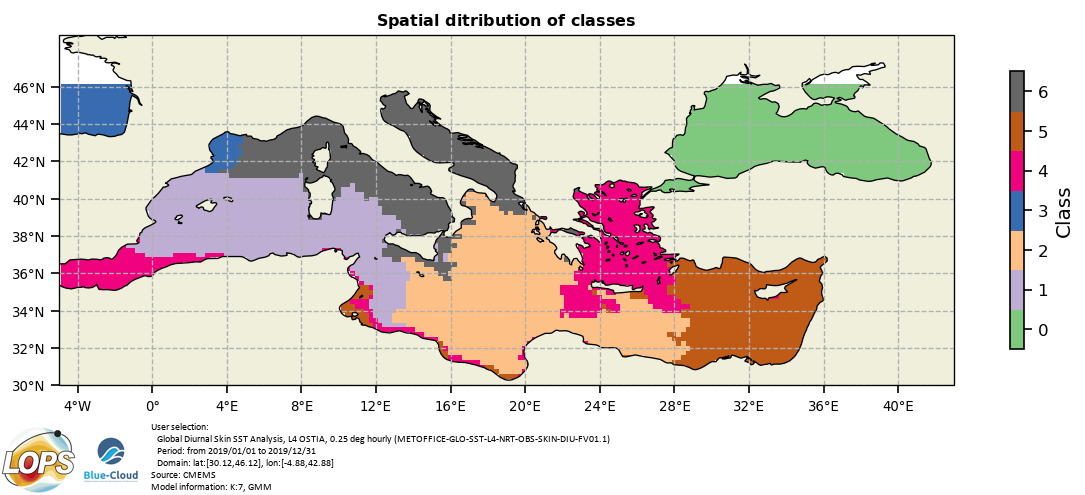 Spatial ditribution of classes
46°N
44°N
42°N
40°N
38°N
36°N
34°N
32°N
30°N
4°W 0° 4°E 8°E 12°E 16°E 20°E 24°E 28°E 32°E 36°E 40°E
6
5
4
3
2
1
0
Class
LOPS
Blue-Cloud
User selection:
Global Diurnal Skin SST Analysis, L4 OSTIA, 0.25 deg hourly (METOFFICE-GLO-SST-L4-NRT-OBS-SKIN-DIU-FV01.1)
Period: from 2019/01/01 to 2019/12/31
Domain: lat:[30.12,46.12], lon:[-4.88,42.88]
Source: CMEMS
Model information: K:7, GMM